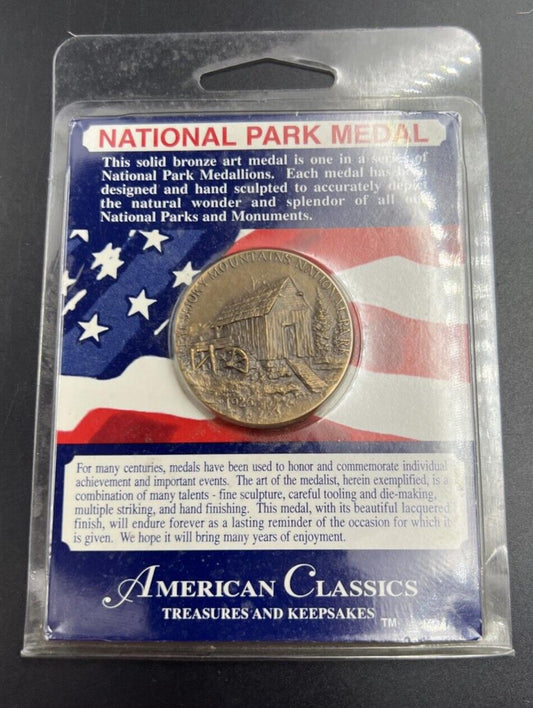 NATIONAL PARK MEDAL
This solid bronze art medal is one in a series of
National Park Medallions. Each medal has been
designed and hand sculpted to accurately depict
the natural wonder and splendor of all our
National Parks and Monuments.
SMOKY MOUNTAINS NATIONAL PARK
1926
For many centuries, medals have been used to honor and commemorate individual
achievement and important events. The art of the medalist, herein exemplified, is a
combination of many talents - fine sculpture, careful tooling and die-making,
multiple striking, and hand finishing. This medal, with its beautiful lacquered
finish, will endure forever as a lasting reminder of the occasion for which it
is given. We hope it will bring many years of enjoyment.
AMERICAN CLASSICS
TREASURES AND KEEPSAKES
TM